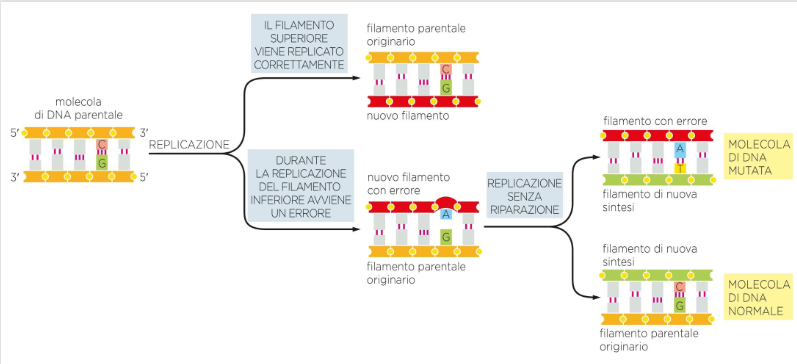 molecola
di DNA parentale
5′ 3′
C
G
3′ 5′
REPLICAZIONE
IL FILAMENTO
SUPERIORE
VIENE REPLICATO
CORRETTAMENTE
filamento parentale
originario
C
G
nuovo filamento
DURANTE
LA REPLICAZIONE
DEL FILAMENTO
INFERIORE AVVIENE
UN ERRORE
nuovo filamento
con errore
A
G
filamento parentale
originario
REPLICAZIONE
SENZA
RIPARAZIONE
filamento con errore
A
T
filamento di nuova
sintesi
MOLECOLA
DI DNA
MUTATA
filamento di nuova
sintesi
C
G
filamento parentale
originario
MOLECOLA
DI DNA
NORMALE